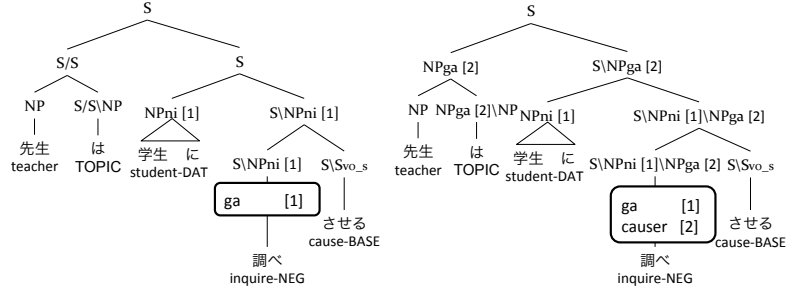 S
S/S
S
NP
S/S\NP
NPni [1]
S\NPni [1]
先生
teacher
は
TOPIC
学生 に
student-DAT
S\NPni [1]
S\Svo_s
ga [1]
させる
cause-BASE
調べ
inquire-NEG
S
NPga [2]
S\NPga [2]
NP
NPga [2]\NP
NPni [1]
S\NPni [1]\NPga [2]
先生
teacher
は
TOPIC
学生 に
student-DAT
S\NPni [1]\NPga [2]
S\Svo_s
ga [1]
causer [2]
させる
cause-BASE
調べ
inquire-NEG